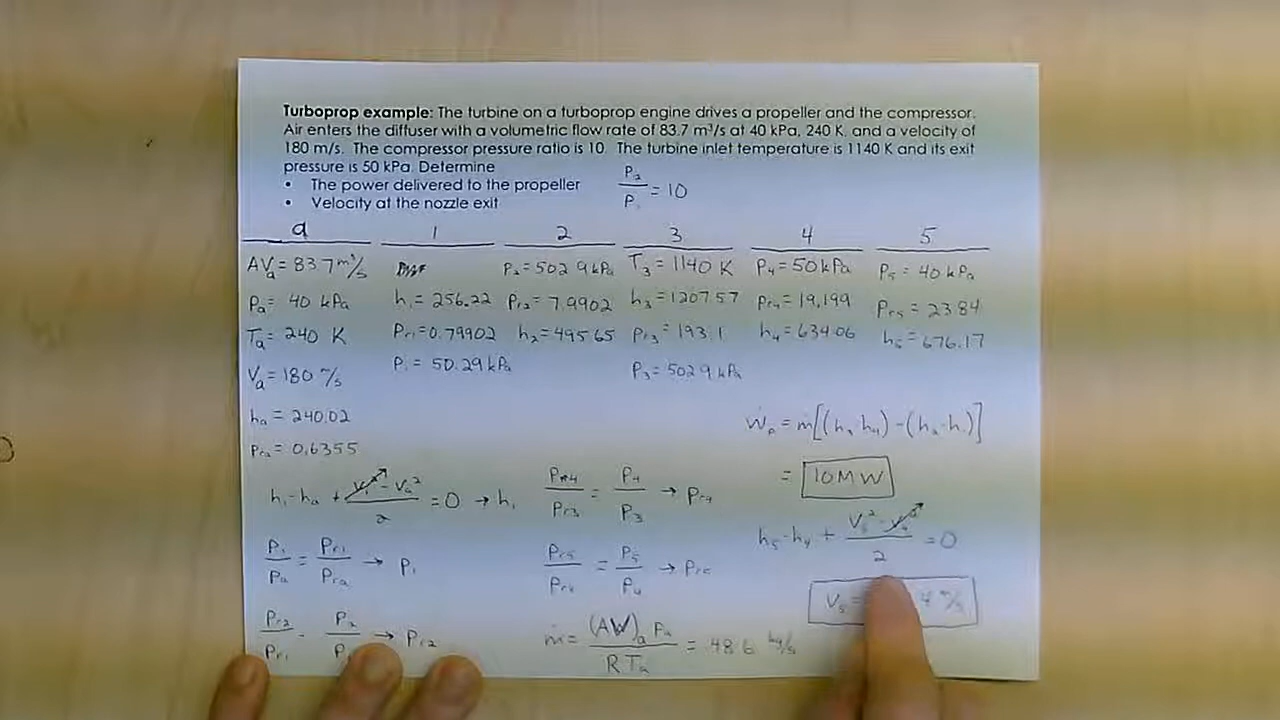 Turboprop example: The turbine on a turboprop engine drives a propeller and the compressor.
Air enters the diffuser with a volumetric flow rate of 83.7 m³/s at 40 kPa, 240 K, and a velocity of
180 m/s. The compressor pressure ratio is 10. The turbine inlet temperature is 1140 K and its exit
pressure is 50 kPa. Determine
• The power delivered to the propeller
• Velocity at the nozzle exit
P₂/P₁ = 10
a 1 2 3 4 5
AVₐ = 83.7 m³/s P₂ = 502.9 kPa T₃ = 1140 K P₄ = 50 kPa P₅ = 40 kPa
Pₐ = 40 kPa h₁ = 256.22 Pr₂ = 7.9902 h₃ = 1207.57 Pr₄ = 19.199 Pr₅ = 23.84
Tₐ = 240 K Pr₁ = 0.79902 h₂ = 495.65 Pr₃ = 193.1 h₄ = 634.06 h₅ = 676.17
Vₐ = 180 m/s P₁ = 50.29 kPa P₃ = 502.9 kPa
hₐ = 240.02
Prₐ = 0.6355
Ẇₚ = ṁ[(h₃-h₄)-(h₂-h₁)]
= 10 MW
h₁-hₐ + (V₁²-Vₐ²)/2 = 0 → h₁
Pr₄/Pr₃ = P₄/P₃ → Pr₄
h₅-h₄ + (V₅²-V₄²)/2 = 0
P₁/Pₐ = Pr₁/Prₐ → P₁
Pr₅/Pr₄ = P₅/P₄ → Pr₅
V₅ = 4 m/s
Pr₂/Pr₁ = P₂/P₁ → Pr₂
ṁ = (AV)ₐ Pₐ / RTₐ = 48.6 kg/s